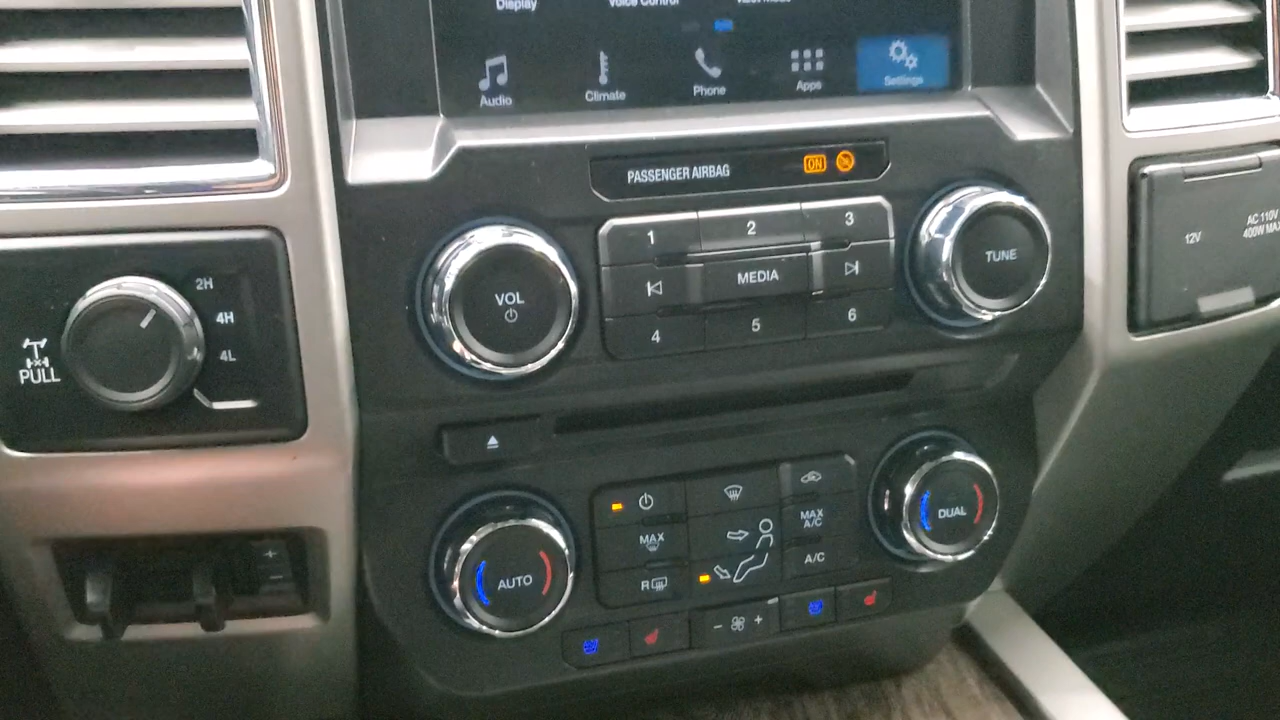 Display
Voice Control
Audio
Climate
Phone
Apps
Settings
PASSENGER AIRBAG
ON
1
2
3
VOL
MEDIA
TUNE
4
5
6
2H
4H
4L
PULL
12V
AC 110V
400W MAX
MAX
R
MAX
A/C
A/C
AUTO
DUAL
- +
+
-